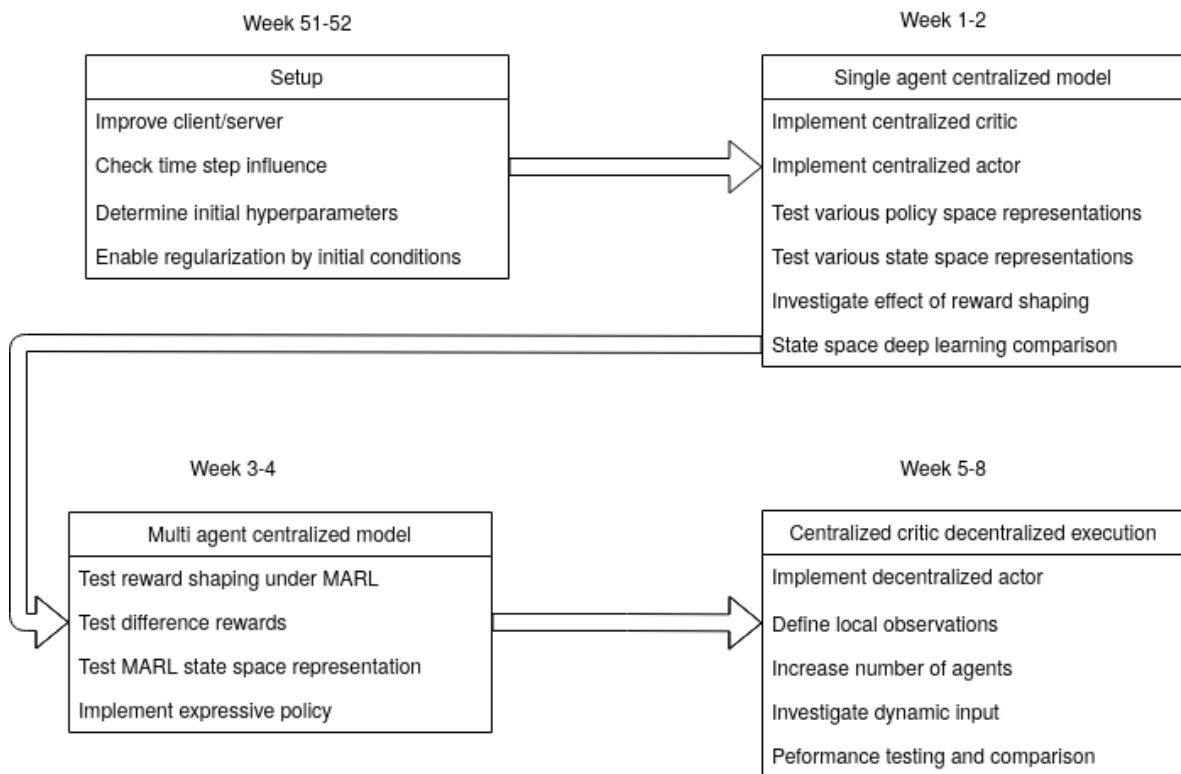 Week 51-52
Setup
Improve client/server
Check time step influence
Determine initial hyperparameters
Enable regularization by initial conditions
Week 1-2
Single agent centralized model
Implement centralized critic
Implement centralized actor
Test various policy space representations
Test various state space representations
Investigate effect of reward shaping
State space deep learning comparison
Week 3-4
Multi agent centralized model
Test reward shaping under MARL
Test difference rewards
Test MARL state space representation
Implement expressive policy
Week 5-8
Centralized critic decentralized execution
Implement decentralized actor
Define local observations
Increase number of agents
Investigate dynamic input
Peformance testing and comparison